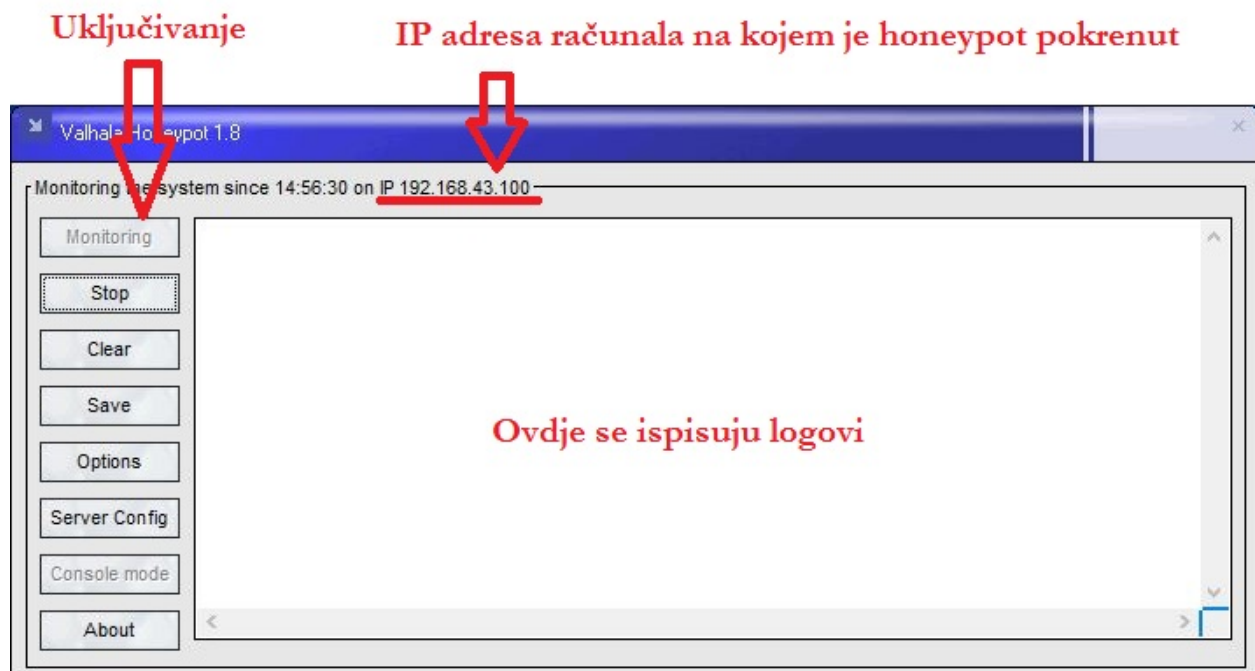 Uključivanje
IP adresa računala na kojem je honeypot pokrenut
Valhala Honeypot 1.8
Monitoring the system since 14:56:30 on IP 192.168.43.100
Monitoring
Stop
Clear
Save
Options
Server Config
Console mode
About
Ovdje se ispisuju logovi